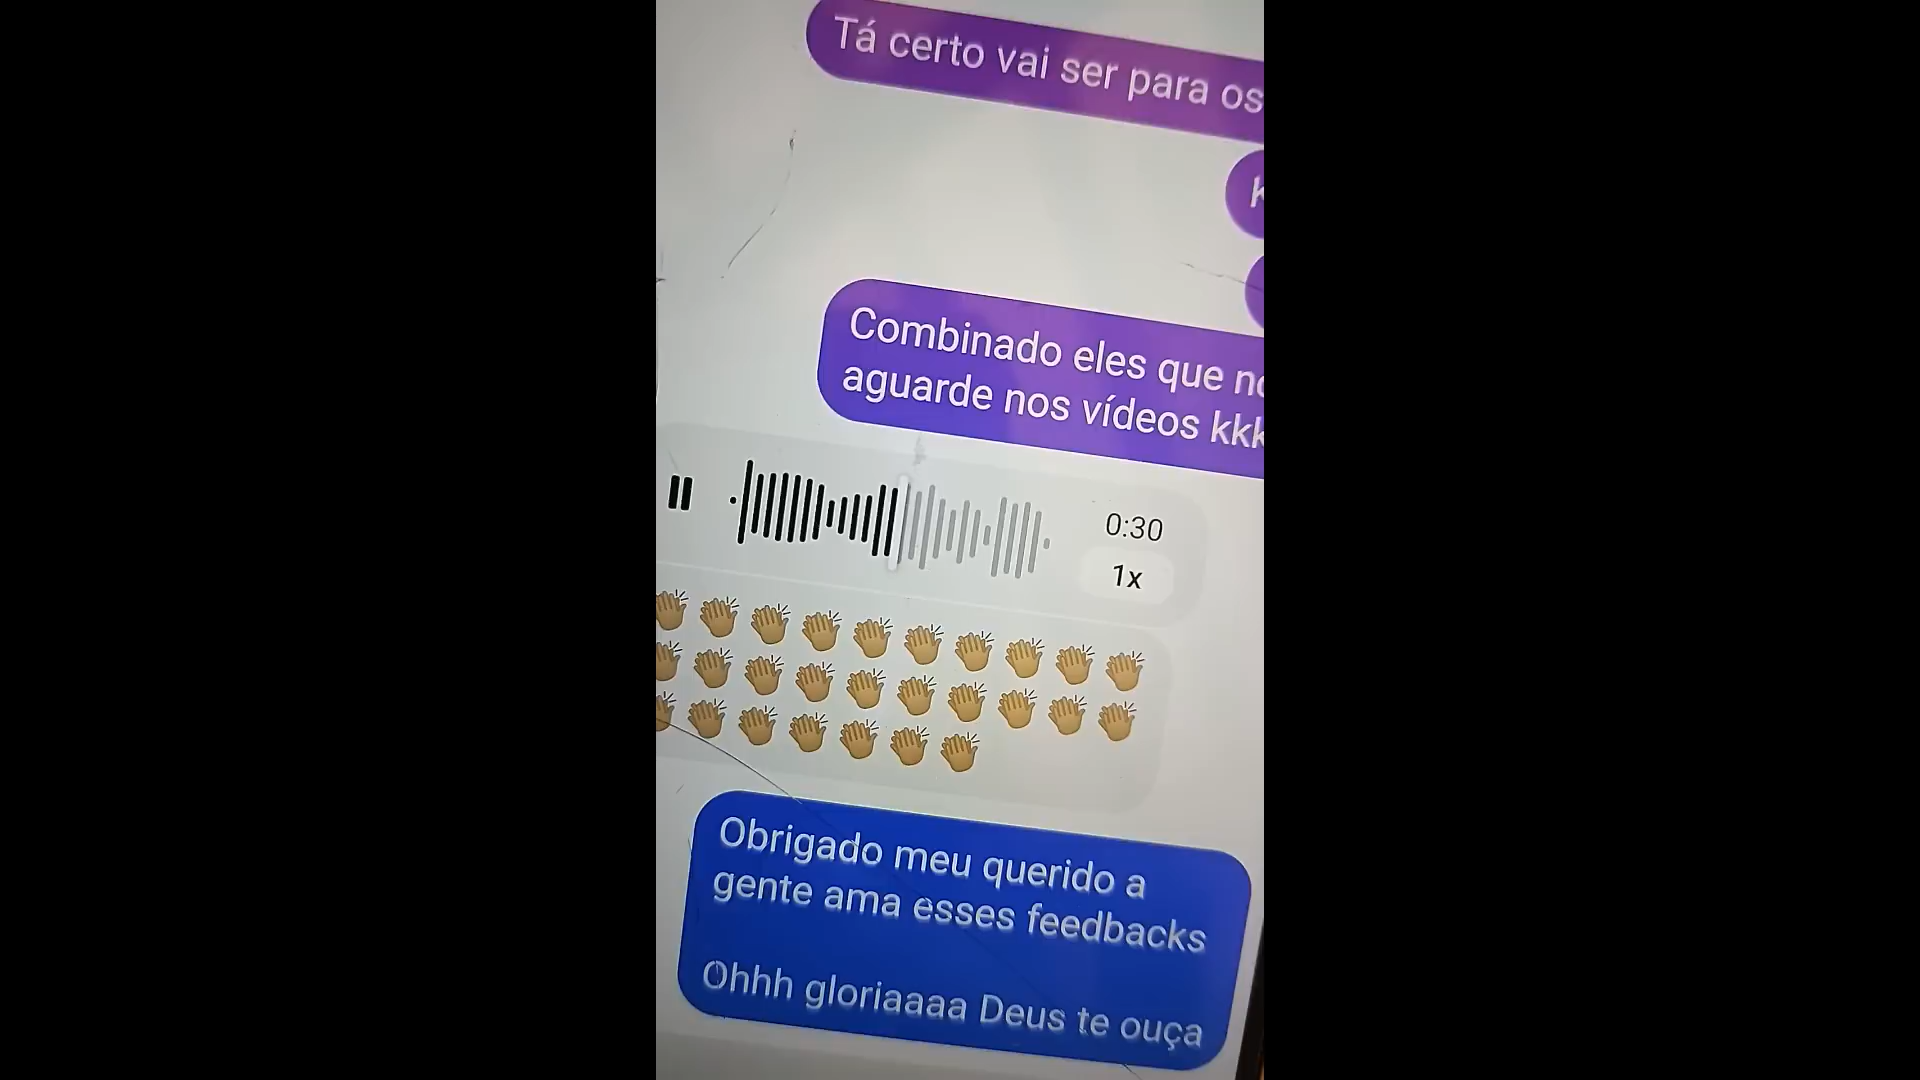 Tá certo vai ser para os
Combinado eles que
aguarde nos vídeos kkk
0:30
1x
Obrigado meu querido a
gente ama esses feedbacks
Ohhh gloriaaaa Deus te ouça